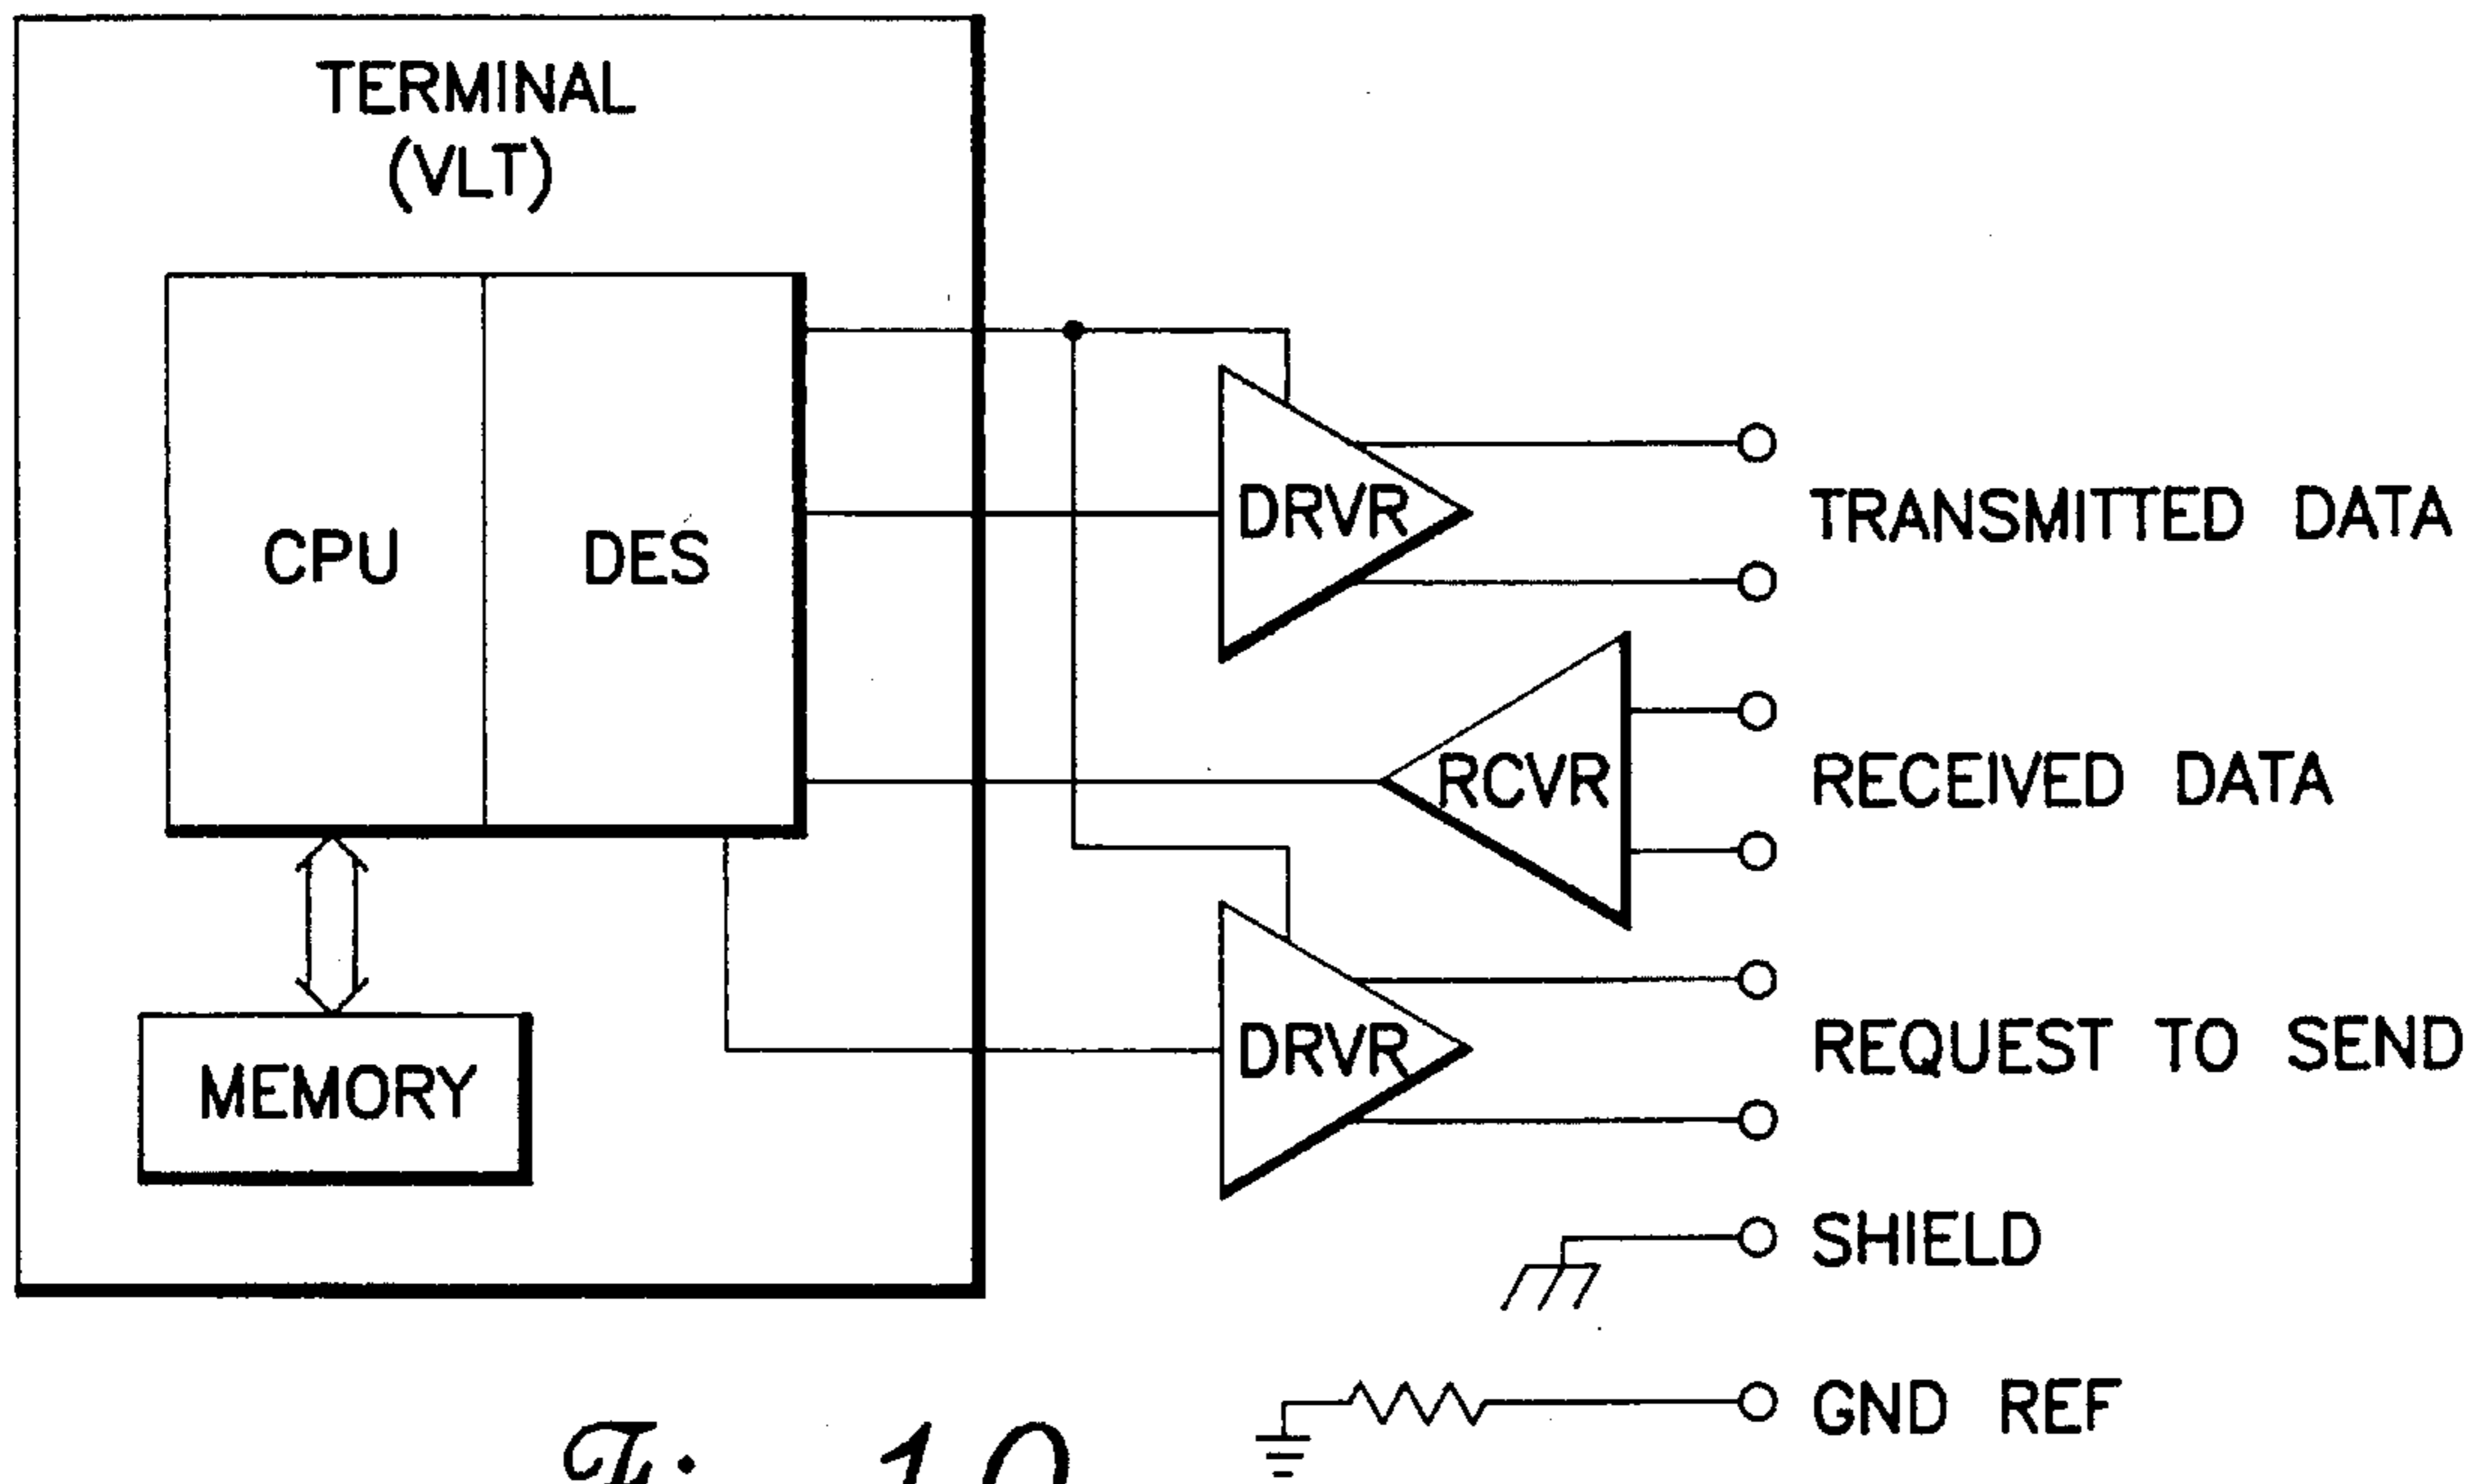 TERMINAL
(VLT)
CPU
DES
MEMORY
DRVR
TRANSMITTED DATA
RCVR
RECEIVED DATA
DRVR
REQUEST TO SEND
SHIELD
GND REF